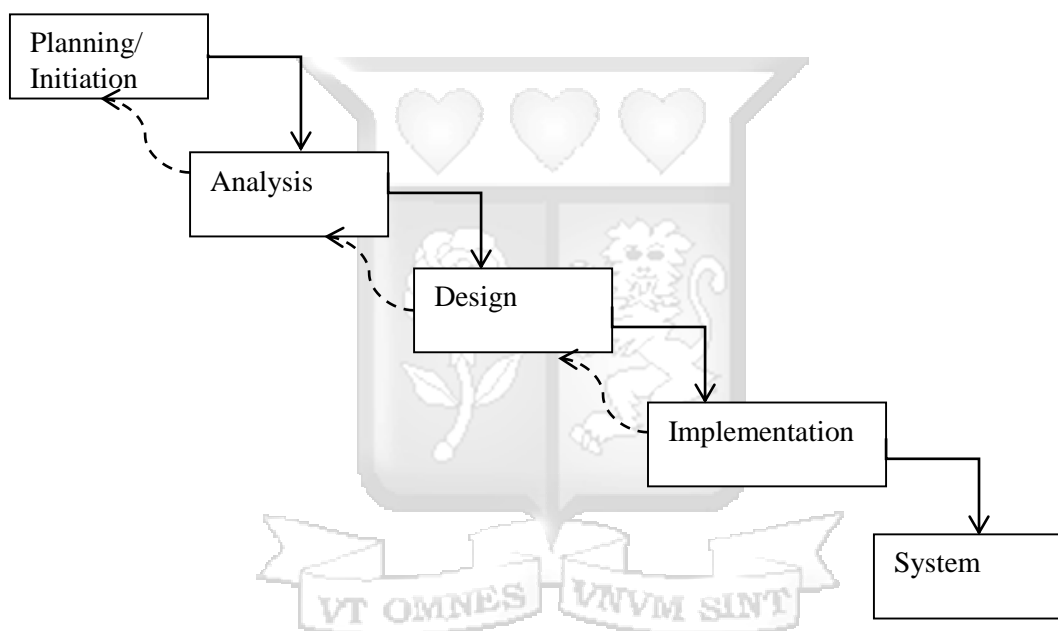 Planning/
Initiation
Analysis
Design
Implementation
System
VT OMNES VNVM SINT